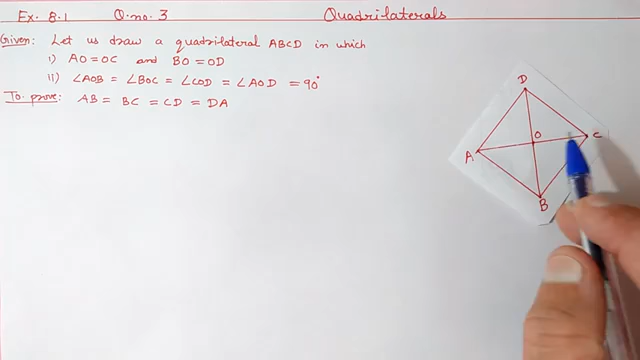 Ex. 8.1 Q.no. 3 Quadrilaterals
Given: Let us draw a quadrilateral ABCD in which
i) AO = OC and BO = OD
ii) ∠AOB = ∠BOC = ∠COD = ∠AOD = 90°
To prove: AB = BC = CD = DA
D
O
C
A
B